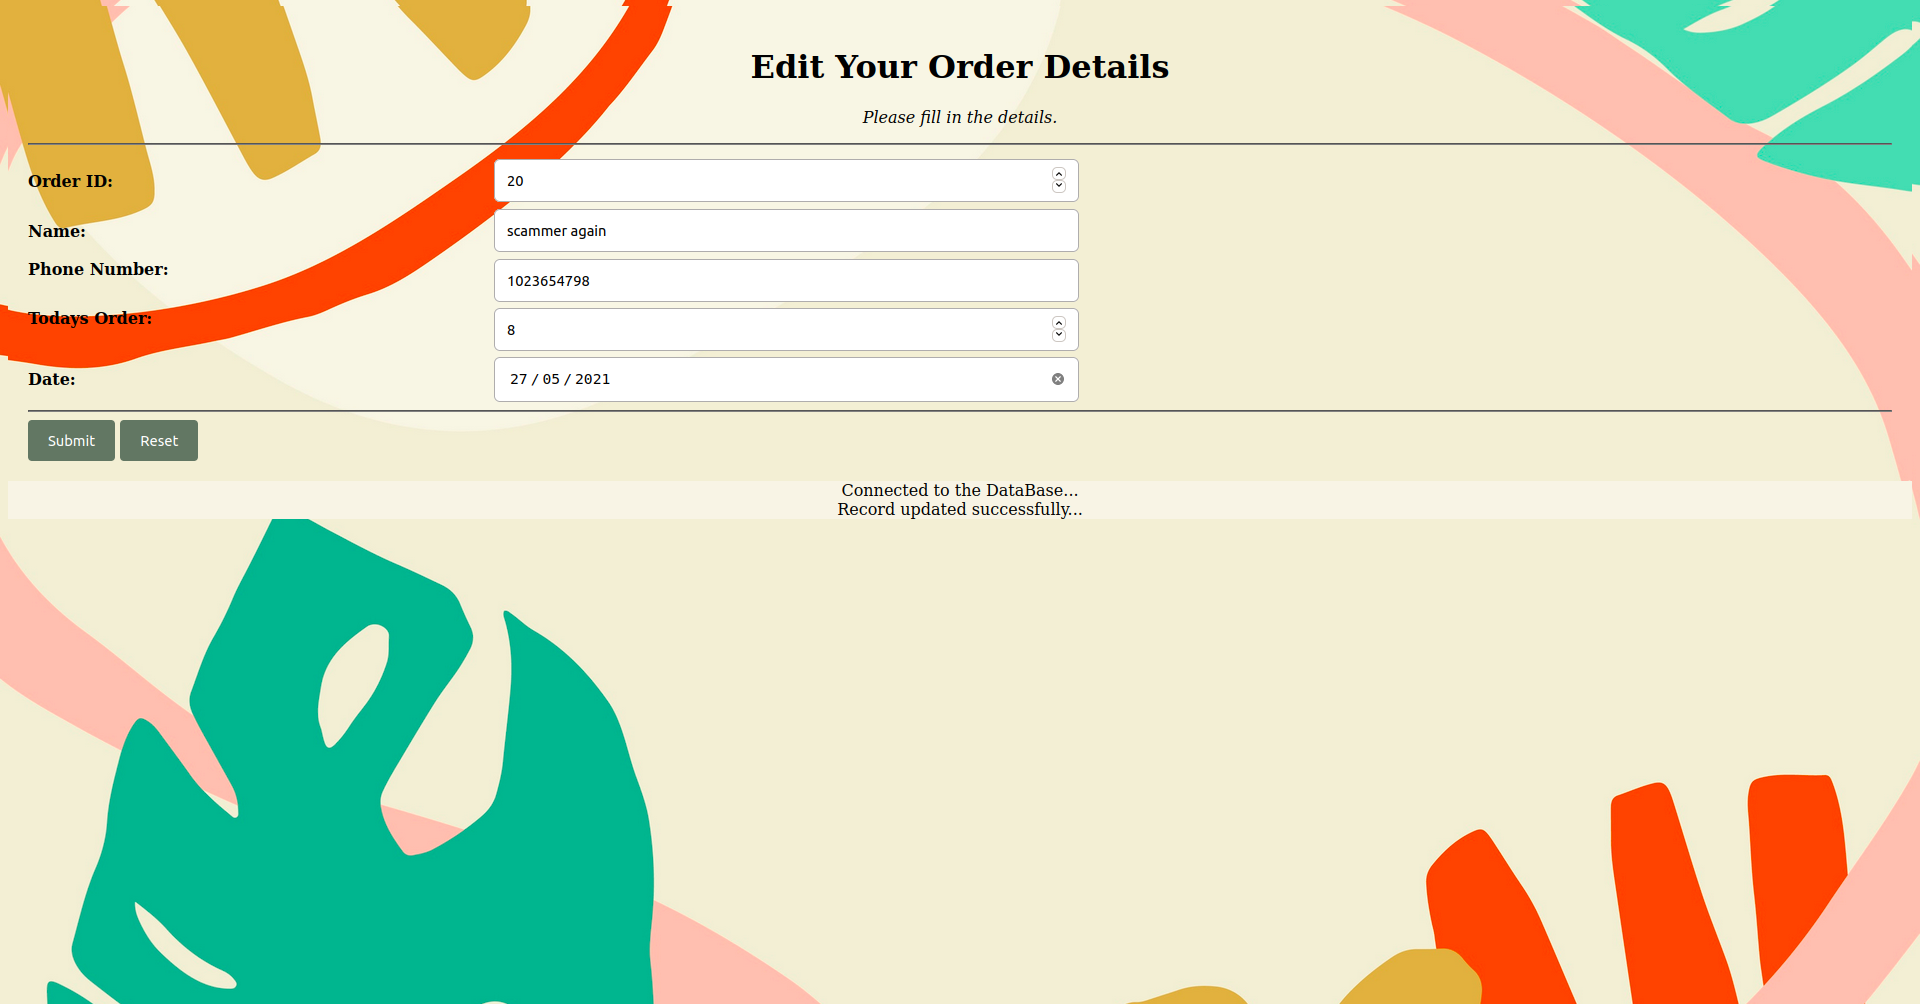 Edit Your Order Details
Please fill in the details.
Order ID: 20
Name: scammer again
Phone Number: 1023654798
Todays Order: 8
Date: 27 / 05 / 2021
Submit Reset
Connected to the DataBase...
Record updated successfully...